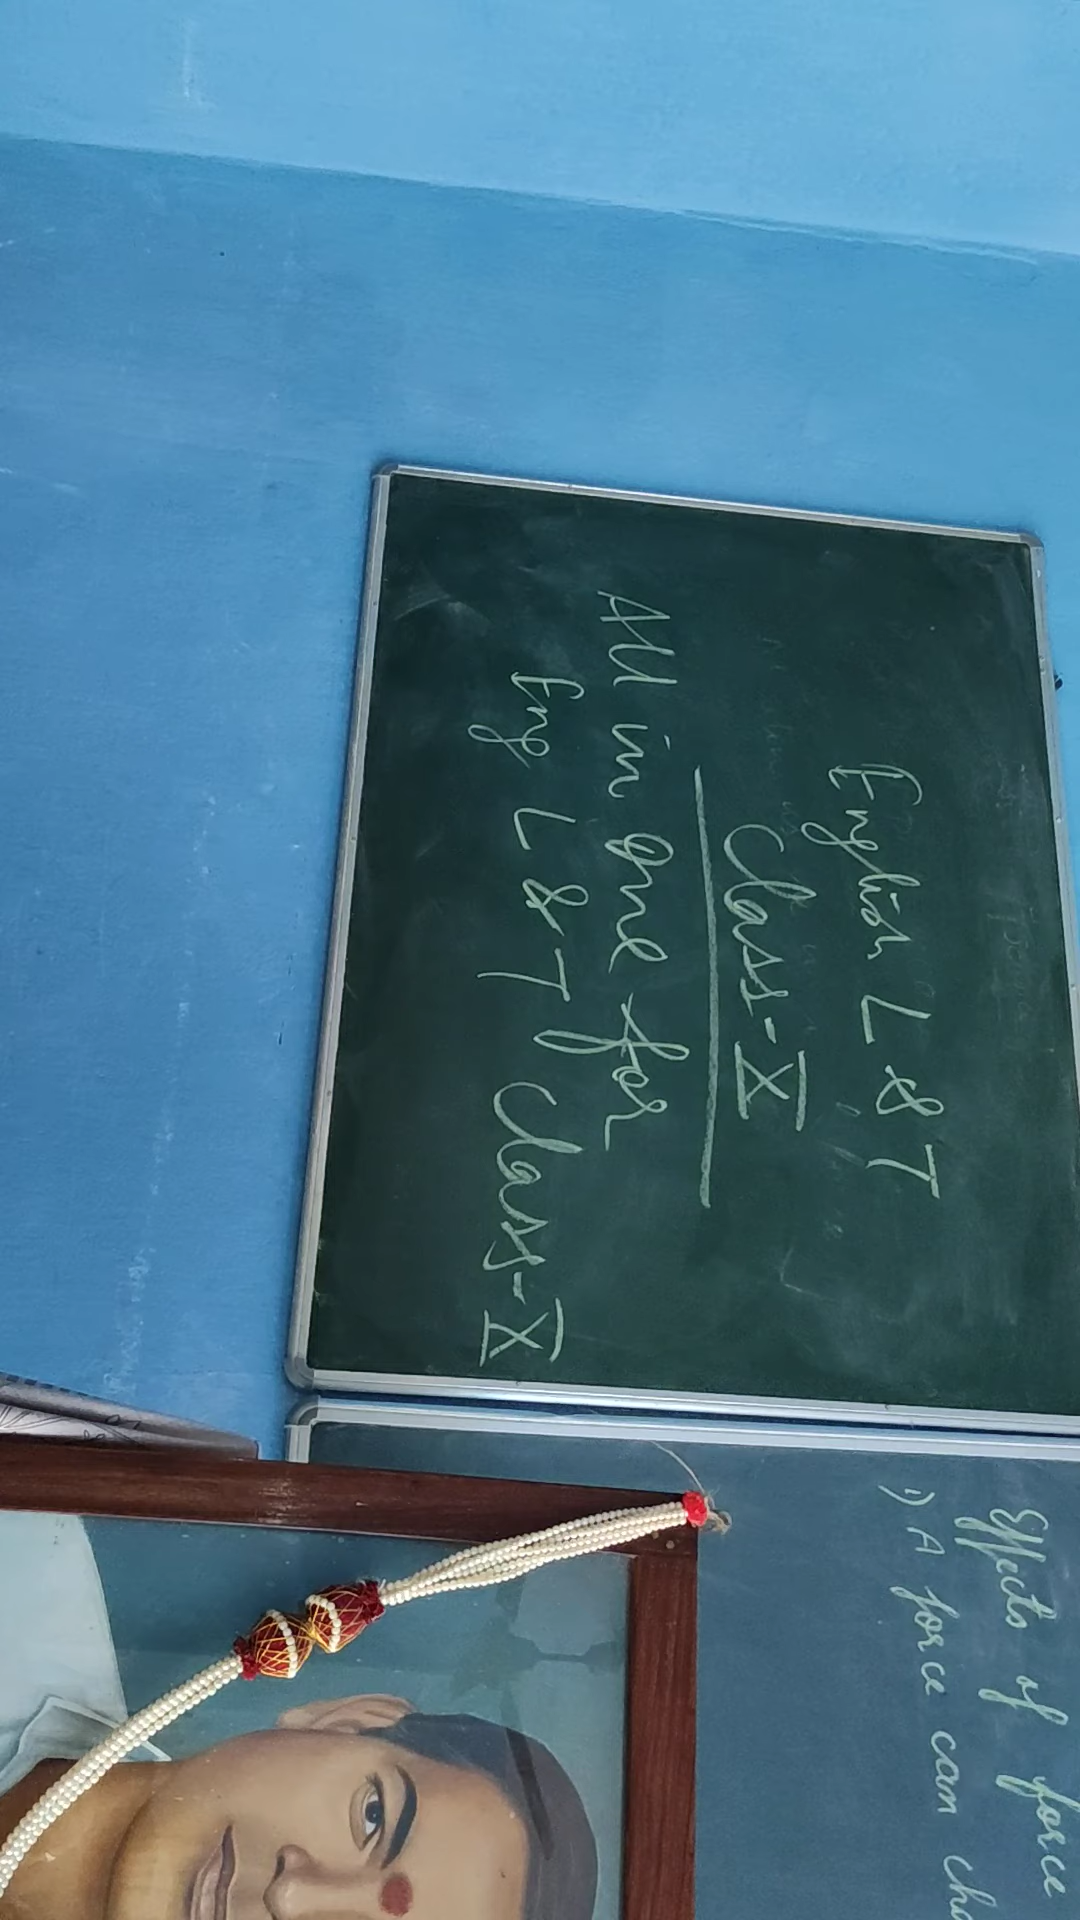 English L & T
Class-X
All in one for
Eng L & T Class-X
Effects of force
1) A force can